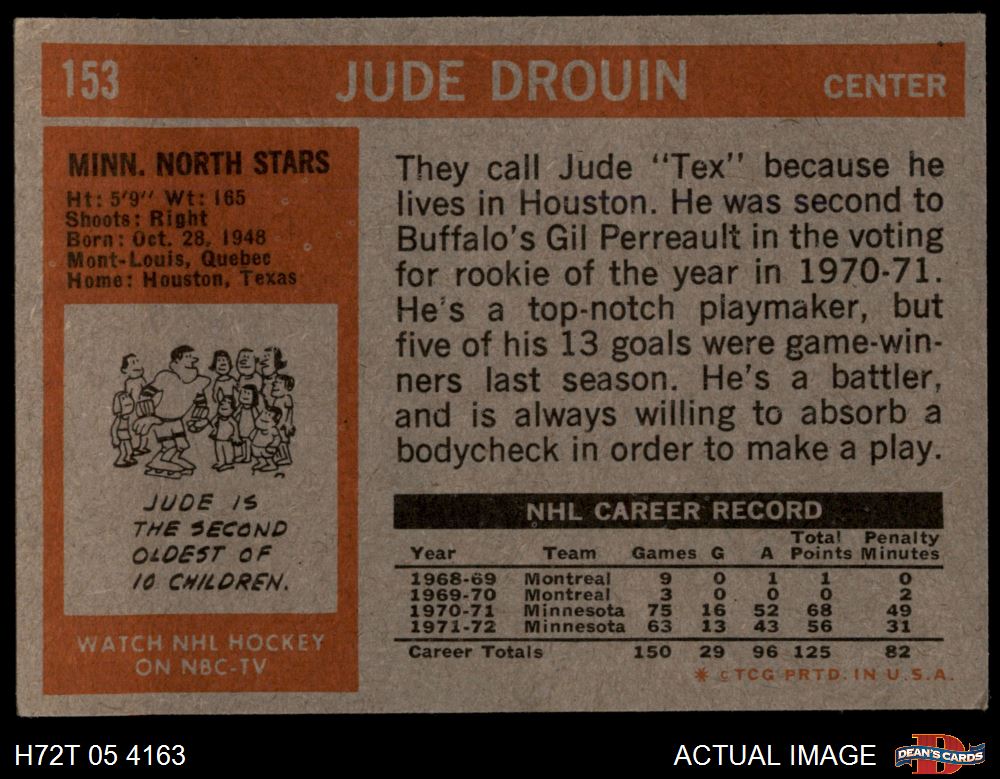 153 JUDE DROUIN CENTER
MINN. NORTH STARS
Ht: 5'9" Wt: 165
Shoots: Right
Born: Oct. 28, 1948
Mont-Louis, Quebec
Home: Houston, Texas
JUDE IS
THE SECOND
OLDEST OF
10 CHILDREN.
WATCH NHL HOCKEY
ON NBC-TV
They call Jude "Tex" because he
lives in Houston. He was second to
Buffalo's Gil Perreault in the voting
for rookie of the year in 1970-71.
He's a top-notch playmaker, but
five of his 13 goals were game-win-
ners last season. He's a battler,
and is always willing to absorb a
bodycheck in order to make a play.
NHL CAREER RECORD
Total Penalty
Year Team Games G A Points Minutes
1968-69 Montreal 9 0 1 1 0
1969-70 Montreal 3 0 0 0 2
1970-71 Minnesota 75 16 52 68 49
1971-72 Minnesota 63 13 43 56 31
Career Totals 150 29 96 125 82
* © TCG PRTD. IN U.S.A.
H72T 05 4163 ACTUAL IMAGE DEAN'S CARDS